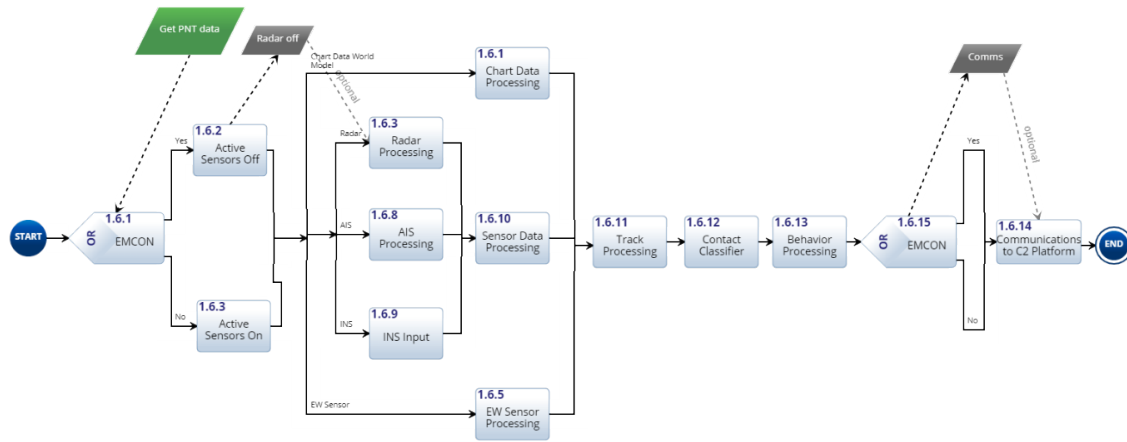 Get PNT data
Radar off
Comms
Chart Data World
Model
1.6.1
Chart Data
Processing
optional
optional
1.6.2
Active
Sensors Off
Yes
Radar
1.6.3
Radar
Processing
Yes
START
OR
1.6.1
EMCON
AIS
1.6.8
AIS
Processing
1.6.10
Sensor Data
Processing
1.6.11
Track
Processing
1.6.12
Contact
Classifier
1.6.13
Behavior
Processing
OR
1.6.15
EMCON
1.6.14
Communications
to C2 Platform
END
No
1.6.3
Active
Sensors On
INS
1.6.9
INS Input
No
EW Sensor
1.6.5
EW Sensor
Processing